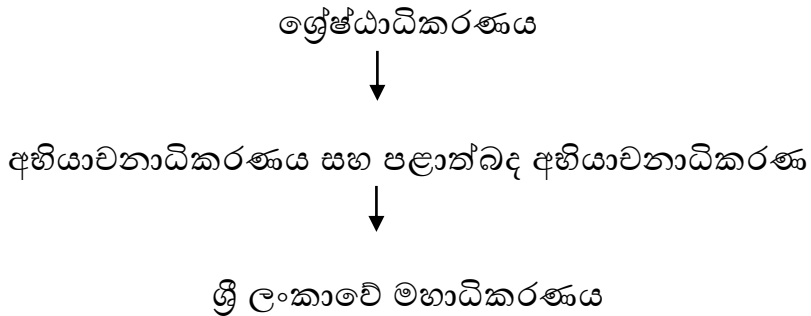 ශ්‍රේෂ්ඨාධිකරණය
අභියාචනාධිකරණය සහ පළාත්බද අභියාචනාධිකරණ
ශ්‍රී ලංකාවේ මහාධිකරණය